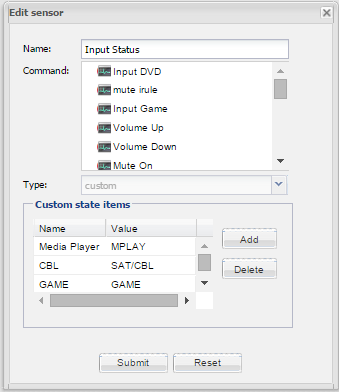 Edit sensor
Name: Input Status
Command: Input DVD
mute irule
Input Game
Volume Up
Volume Down
Mute On
Type: custom
Custom state items
Name Value
Media Player MPLAY
CBL SAT/CBL
GAME GAME
Add
Delete
Submit Reset